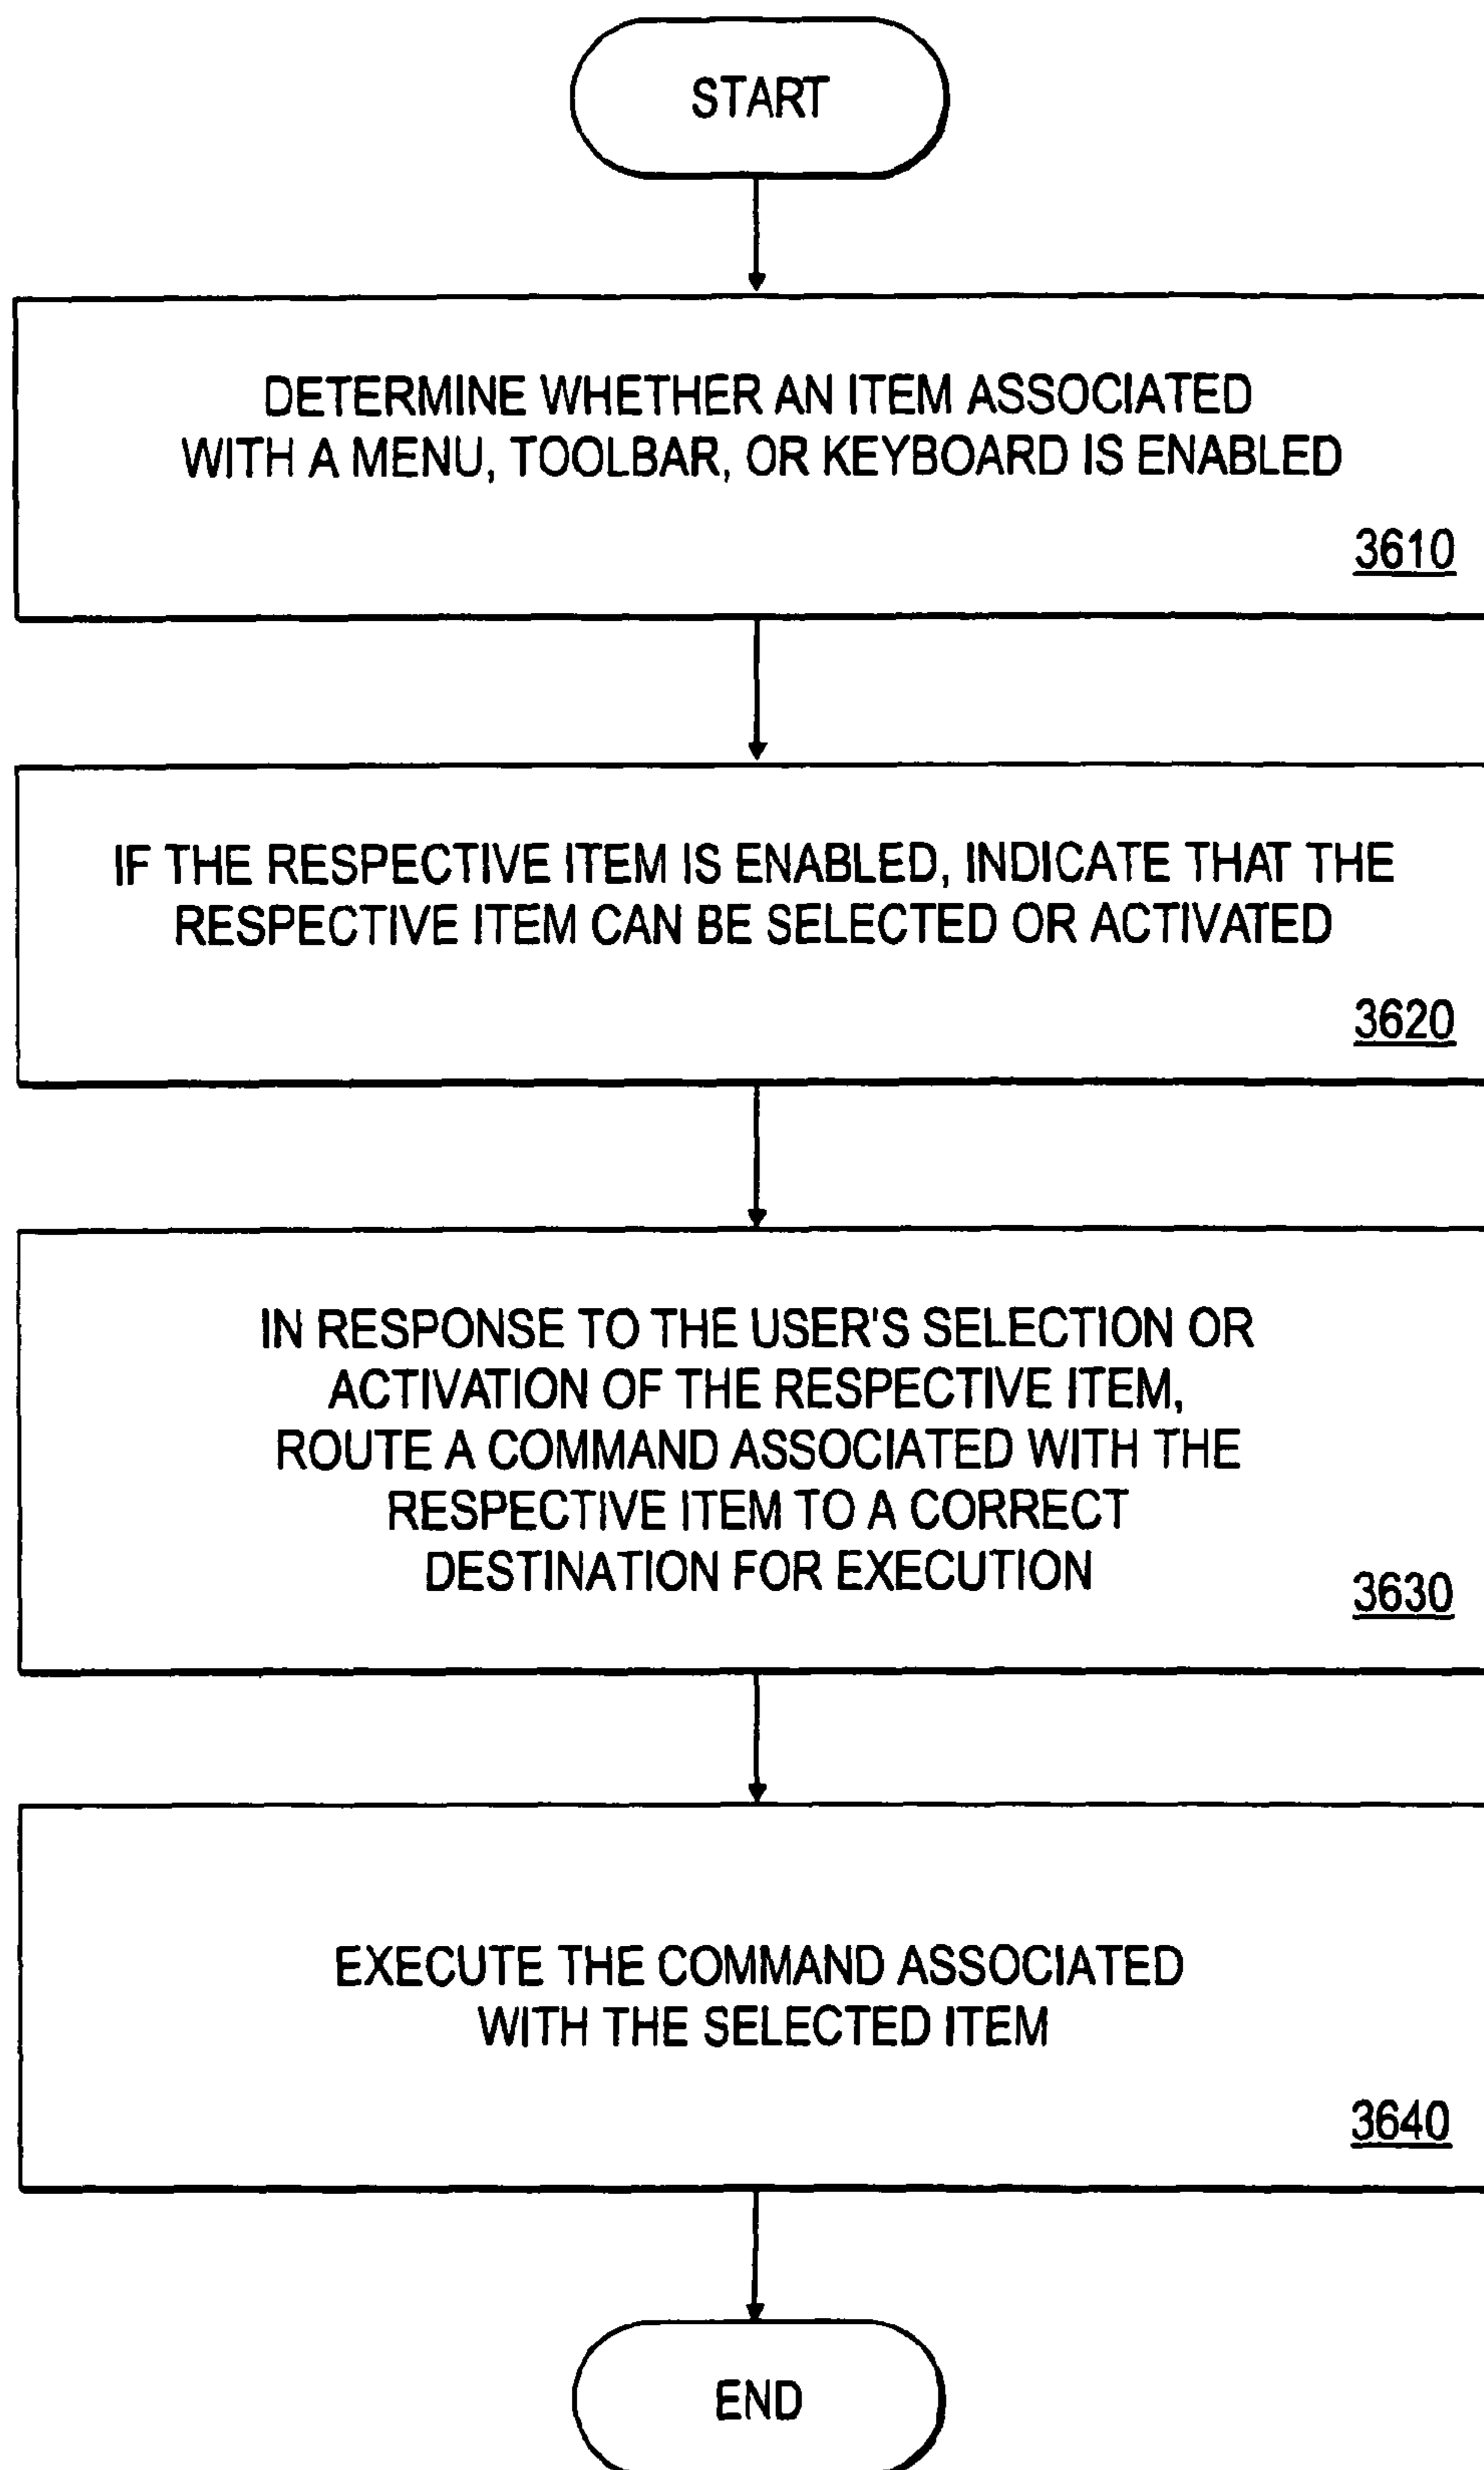 START
DETERMINE WHETHER AN ITEM ASSOCIATED
WITH A MENU, TOOLBAR, OR KEYBOARD IS ENABLED
3610
IF THE RESPECTIVE ITEM IS ENABLED, INDICATE THAT THE
RESPECTIVE ITEM CAN BE SELECTED OR ACTIVATED
3620
IN RESPONSE TO THE USER'S SELECTION OR
ACTIVATION OF THE RESPECTIVE ITEM,
ROUTE A COMMAND ASSOCIATED WITH THE
RESPECTIVE ITEM TO A CORRECT
DESTINATION FOR EXECUTION
3630
EXECUTE THE COMMAND ASSOCIATED
WITH THE SELECTED ITEM
3640
END